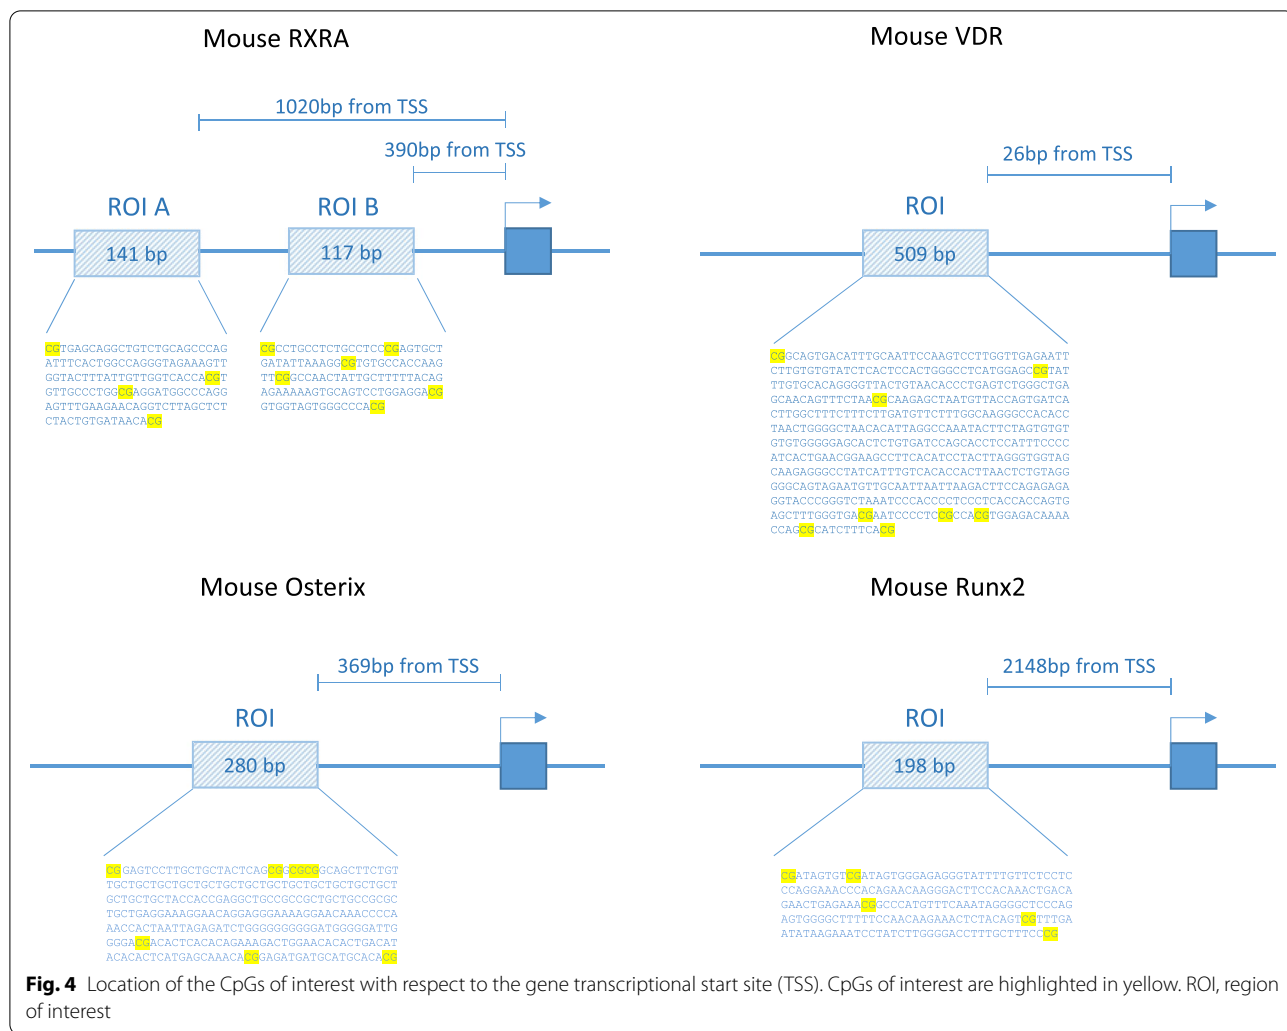 Mouse RXRA
1020bp from TSS
390bp from TSS
ROI A
ROI B
141 bp
117 bp
CGTGAGCAGGCTGTCTGCAGCCCAG
ATTTCACTGGCCAGGGTAGAAAGTT
GGTACTTTATTGTTGGTCACCACGT
GTTGCCCTGGCGAGGATGGCCCAGG
AGTTTGAAGAACAGGTCTTAGCTCT
CTACTGTGATAACACG
CGCCTGCCTCTGCCTCCCGAGTGCT
GATATTAAAGGCGTGTGCCACCAAG
TTCGGCCAACTATTGCTTTTTACAG
AGAAAAAGTGCAGTCCTGGAGGACG
GTGGTAGTGGGCCCACG
Mouse VDR
26bp from TSS
ROI
509 bp
CGGCAGTGACATTTGCAATTCCAAGTCCTTGGTTGAGAATT
CTTGTGTGTATCTCACTCCACTGGGCCTCATGGAGCCGTAT
TTGTGCACAGGGGTTACTGTAACACCCTGAGTCTGGGCTGA
GCAACAGTTTCTAACGCAAGAGCTAATGTTACCAGTGATCA
CTTGGCTTTCTTTCTTGATGTTCTTTGGCAAGGGCCACACC
TAACTGGGGCTAACACATTAGGCCAAATACTTCTAGTGTGT
GTGTGGGGGAGCACTCTGTGATCCAGCACCTCCATTTCCCC
ATCACTGAACGGAAGCCTTCACATCCTACTTAGGGTGGTAG
CAAGAGGGCCTATCATTTGTCACACCACTTAACTCTGTAGG
GGGCAGTAGAATGTTGCAATTAATTAAGACTTCCAGAGAGA
GGTACCCGGGTCTAAATCCCACCCCTCCCTCACCACCAGTG
AGCTTTGGGTGACGAATCCCCTCCGCCACGTGGAGACAAAA
CCAGCGCATCTTTCACG
Mouse Osterix
369bp from TSS
ROI
280 bp
CGGAGTCCTTGCTGCTACTCAGCGGCGCGGCAGCTTCTGT
TGCTGCTGCTGCTGCTGCTGCTGCTGCTGCTGCTGCTGCT
GCTGCTGCTACCACCGAGGCTGCCGCCGCTGCTGCCGCGC
TGCTGAGGAAAGGAACAGGAGGGAAAAGGAACAAACCCCA
AACCACTAATTAGAGATCTGGGGGGGGGGATGGGGGATTG
GGGACGACACTCACACAGAAAGACTGGAACACACTGACAT
ACACACTCATGAGCAAACACGGAGATGATGCATGCACACG
Mouse Runx2
2148bp from TSS
ROI
198 bp
CGATAGTGTCGATAGTGGGAGAGGGTATTTTGTTCTCCTC
CCAGGAAACCCACAGAACAAGGGACTTCCACAAACTGACA
GAACTGAGAAACGGCCCATGTTTCAAATAGGGGCTCCCAG
AGTGGGGCTTTTTCCAACAAGAAACTCTACAGTCGTTTGA
ATATAAGAAATCCTATCTTGGGGACCTTTGCTTTCCCG
Fig. 4 Location of the CpGs of interest with respect to the gene transcriptional start site (TSS). CpGs of interest are highlighted in yellow. ROI, region
of interest